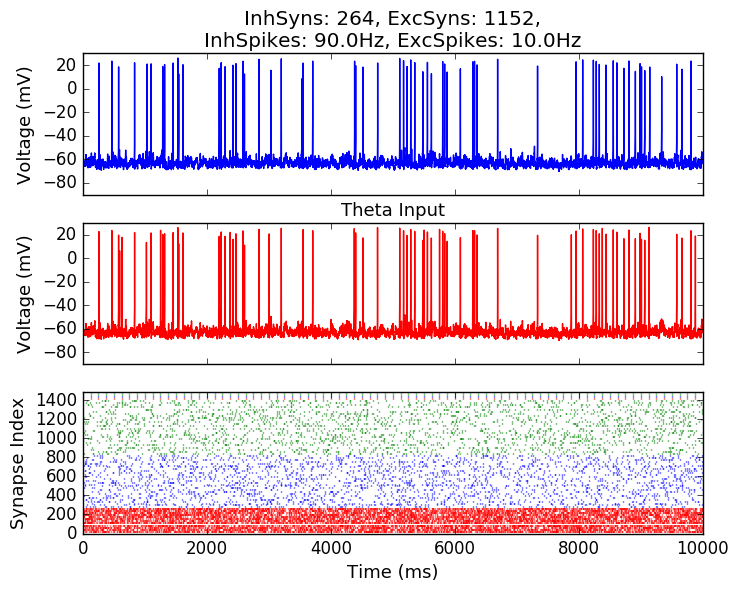 InhSyns: 264, ExcSyns: 1152,
InhSpikes: 90.0Hz, ExcSpikes: 10.0Hz
Voltage (mV)
20
0
−20
−40
−60
−80
Theta Input
Voltage (mV)
20
0
−20
−40
−60
−80
Synapse Index
1400
1200
1000
800
600
400
200
0
0 2000 4000 6000 8000 10000
Time (ms)